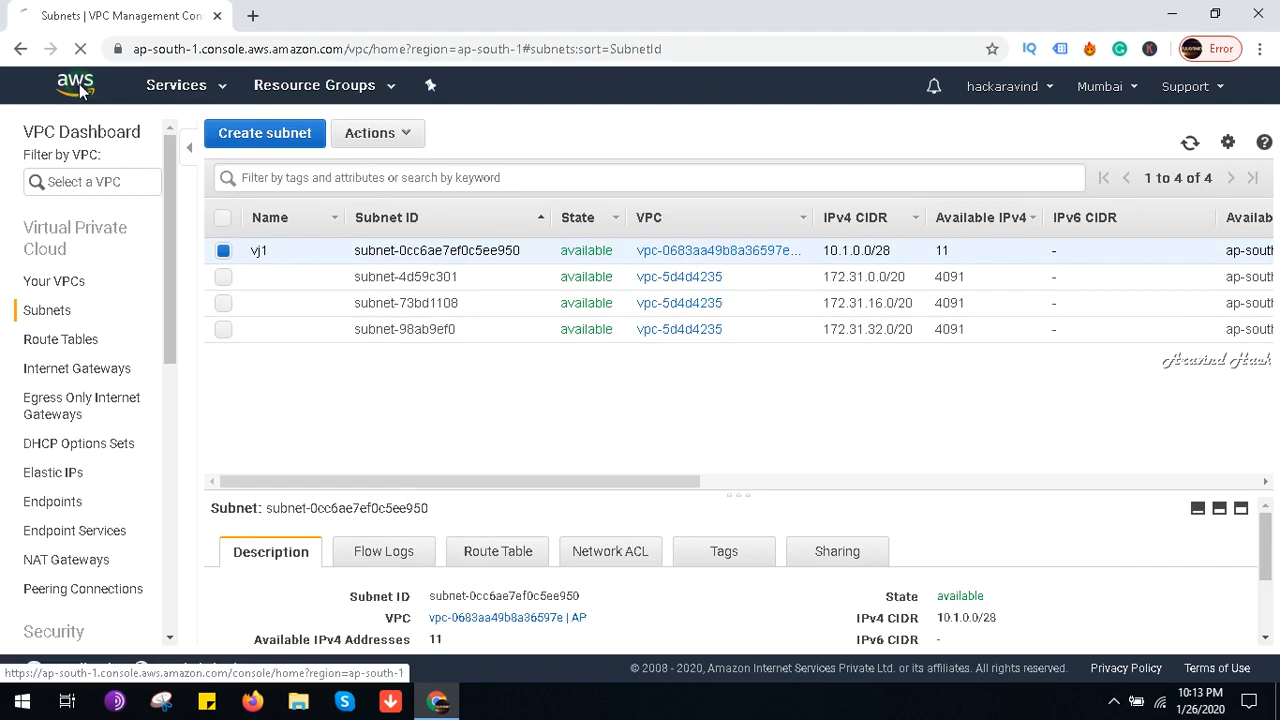 Subnets | VPC Management Con
ap-south-1.console.aws.amazon.com/vpc/home?region=ap-south-1#subnets:sort=SubnetId
Error
aws
Services
Resource Groups
hackaravind
Mumbai
Support
VPC Dashboard
Filter by VPC:
Select a VPC
Virtual Private
Cloud
Your VPCs
Subnets
Route Tables
Internet Gateways
Egress Only Internet
Gateways
DHCP Options Sets
Elastic IPs
Endpoints
Endpoint Services
NAT Gateways
Peering Connections
Security
Create subnet
Actions
Filter by tags and attributes or search by keyword
1 to 4 of 4
Name Subnet ID State VPC IPv4 CIDR Available IPv4 IPv6 CIDR Availab
vj1 subnet-0cc6ae7ef0c5ee950 available vpc-0683aa49b8a36597e... 10.1.0.0/28 11 - ap-south
subnet-4d59c301 available vpc-5d4d4235 172.31.0.0/20 4091 - ap-south
subnet-73bd1108 available vpc-5d4d4235 172.31.16.0/20 4091 - ap-south
subnet-98ab9ef0 available vpc-5d4d4235 172.31.32.0/20 4091 - ap-south
Aravind Hack
Subnet: subnet-0cc6ae7ef0c5ee950
Description Flow Logs Route Table Network ACL Tags Sharing
Subnet ID subnet-0cc6ae7ef0c5ee950 State available
VPC vpc-0683aa49b8a36597e | AP IPv4 CIDR 10.1.0.0/28
Available IPv4 Addresses 11 IPv6 CIDR -
https://ap-south-1.console.aws.amazon.com/console/home?region=ap-south-1
© 2008 - 2020, Amazon Internet Services Private Ltd. or its affiliates. All rights reserved. Privacy Policy Terms of Use
10:13 PM
1/26/2020